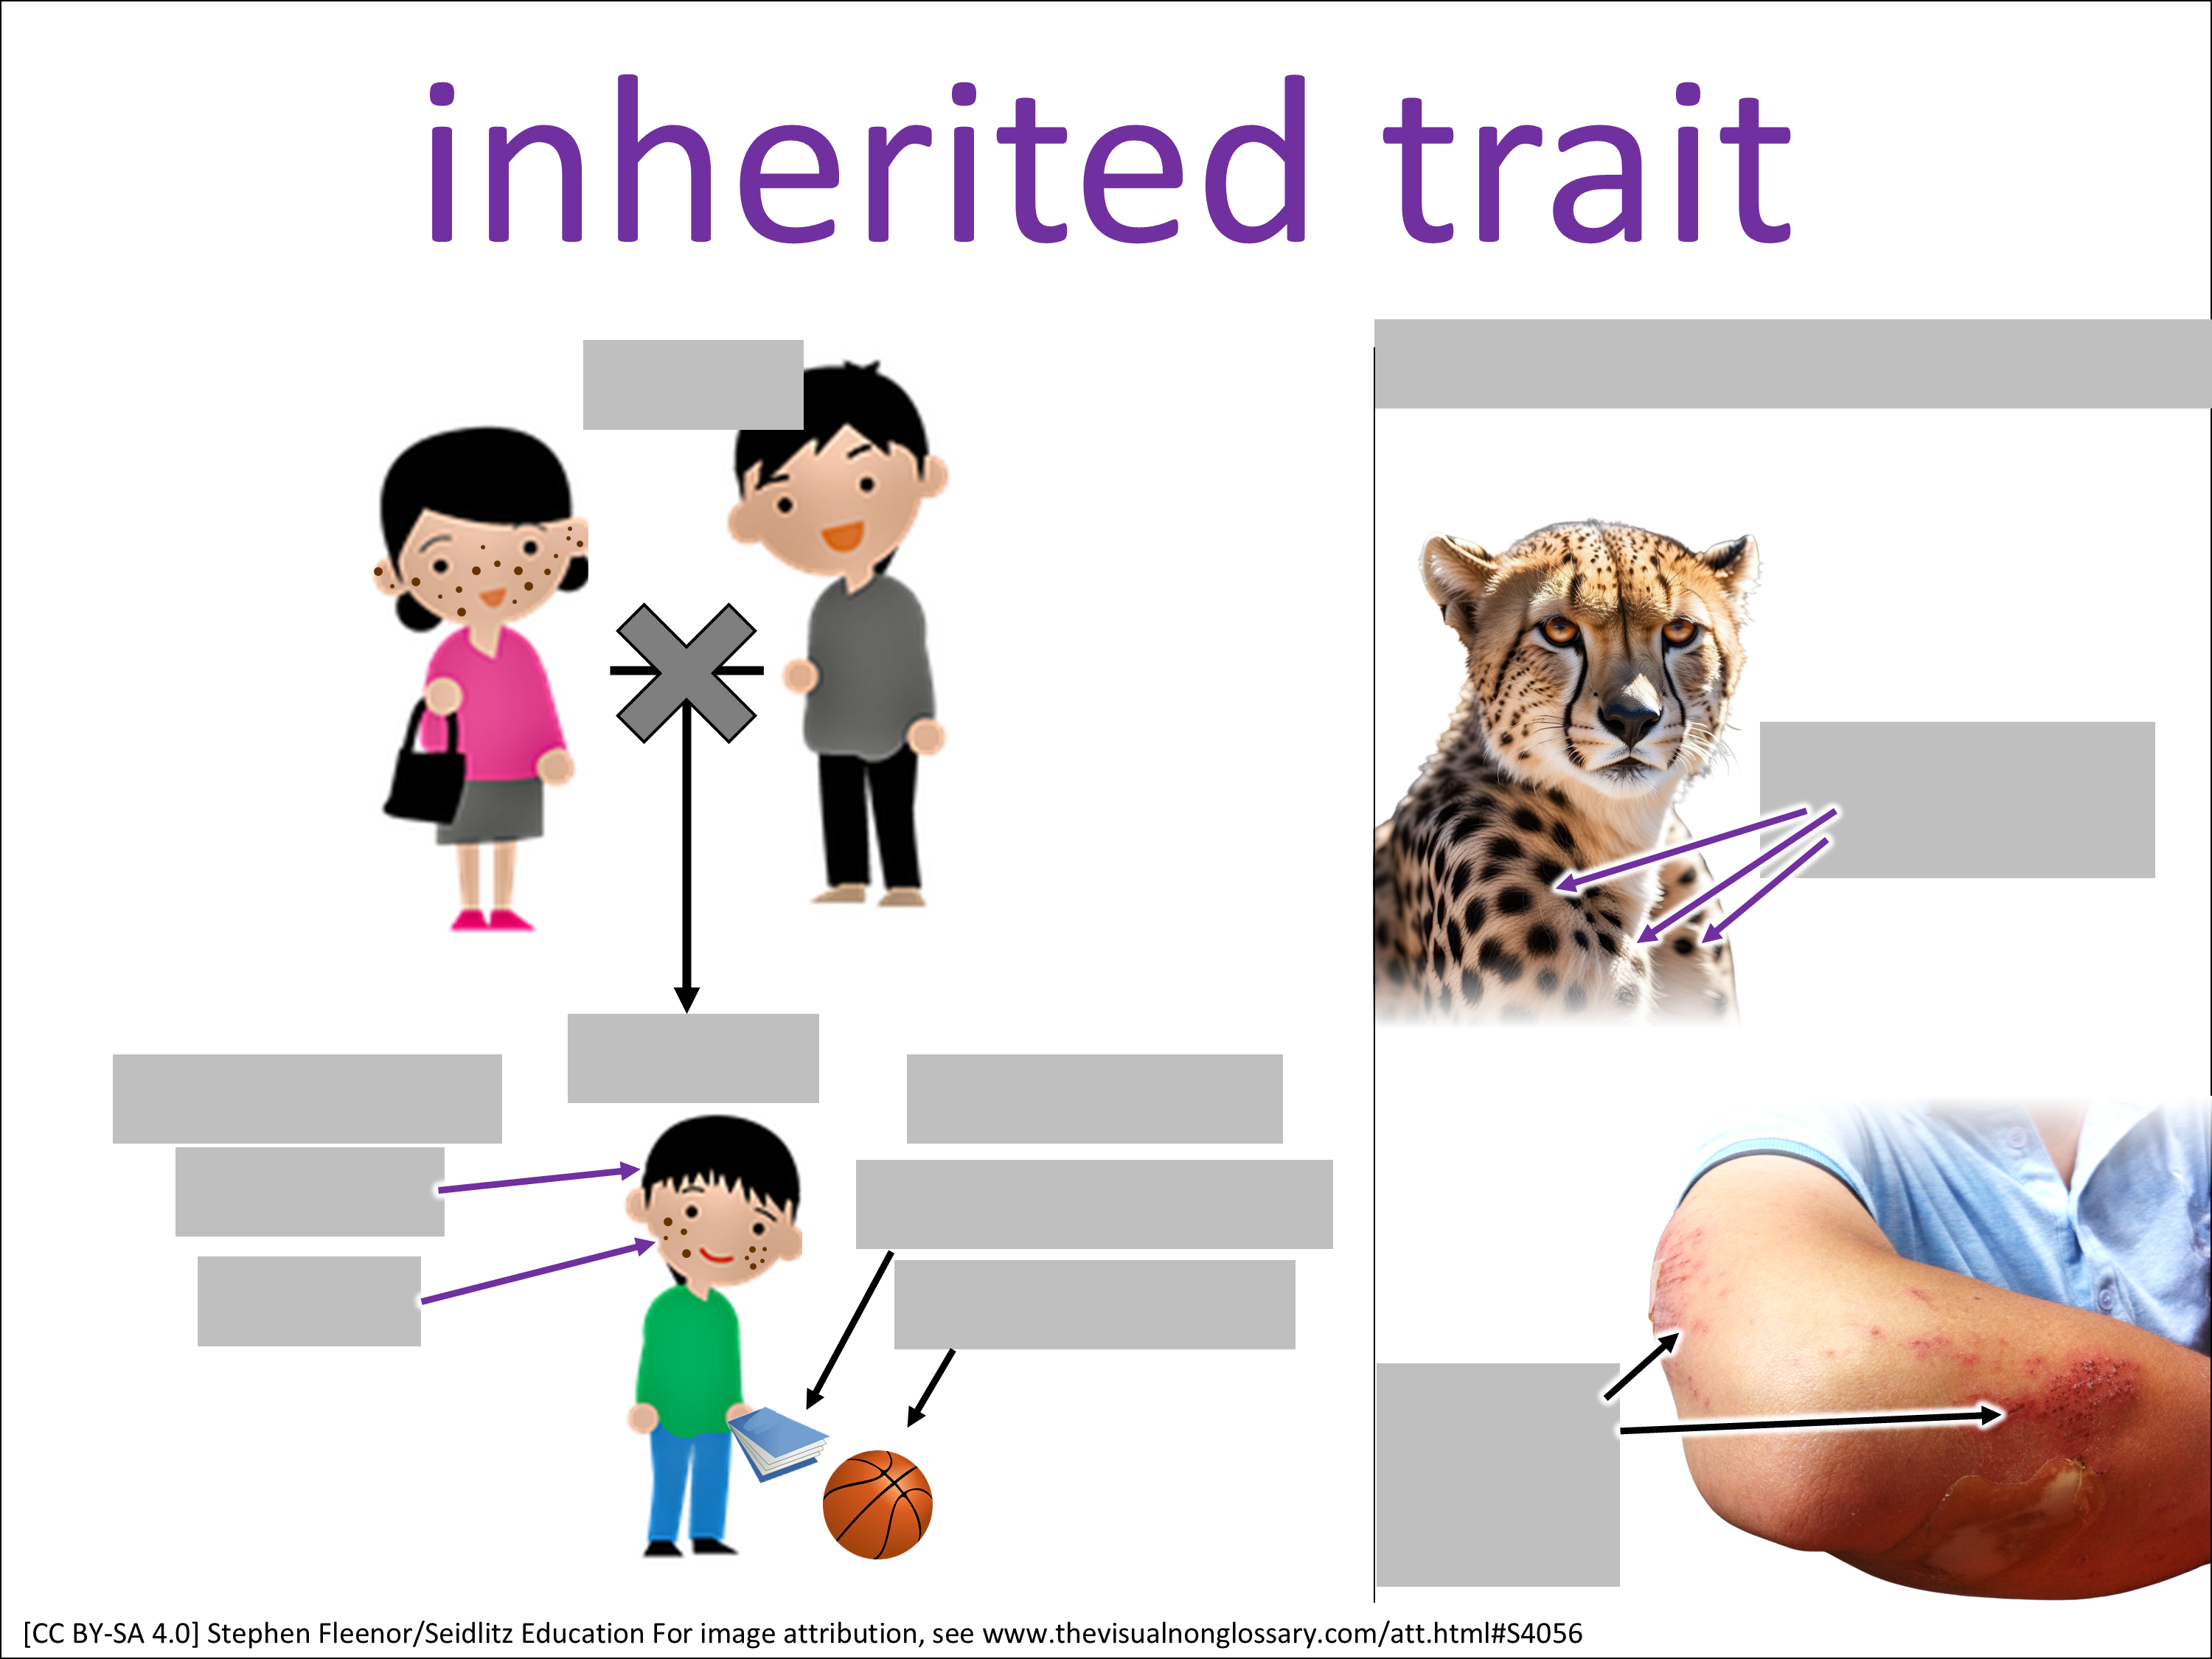 inherited trait
[CC BY-SA 4.0] Stephen Fleenor/Seidlitz Education For image attribution, see www.thevisualnonglossary.com/att.html#S4056